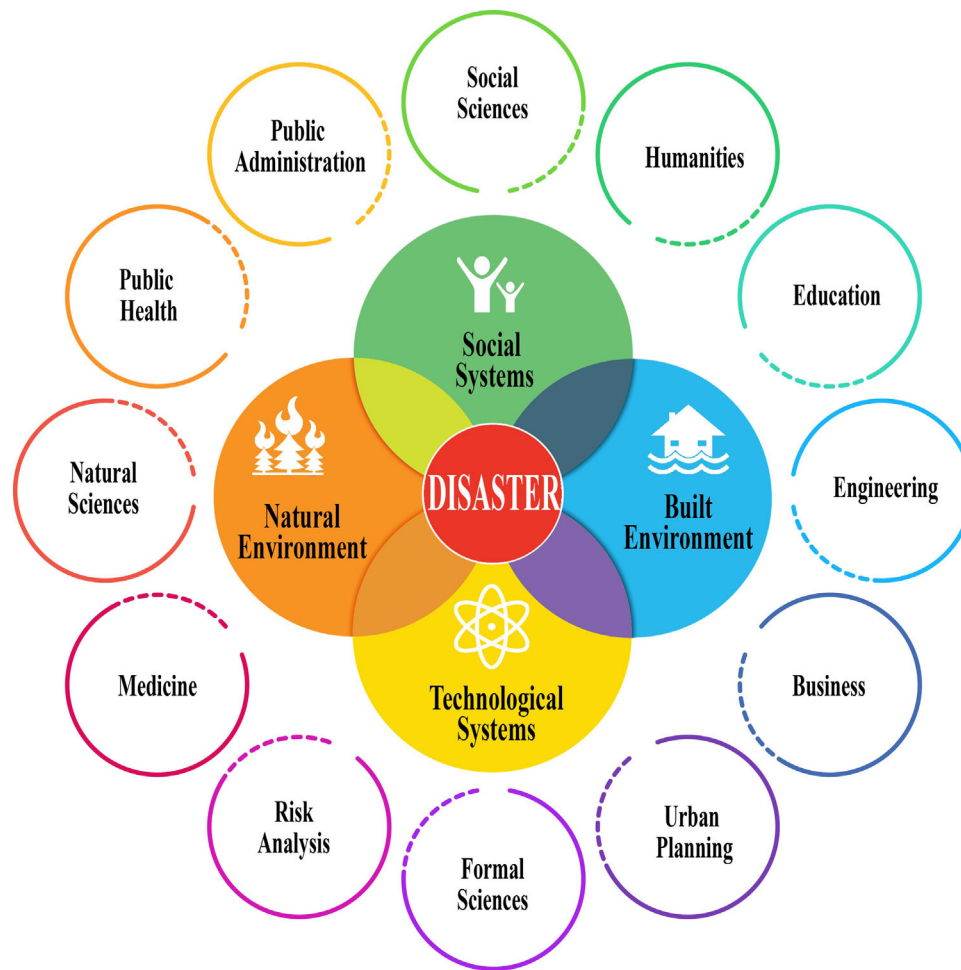 Social
Sciences
Humanities
Education
Engineering
Business
Urban
Planning
Formal
Sciences
Risk
Analysis
Medicine
Natural
Sciences
Public
Health
Public
Administration
Social
Systems
Built
Environment
Technological
Systems
Natural
Environment
DISASTER